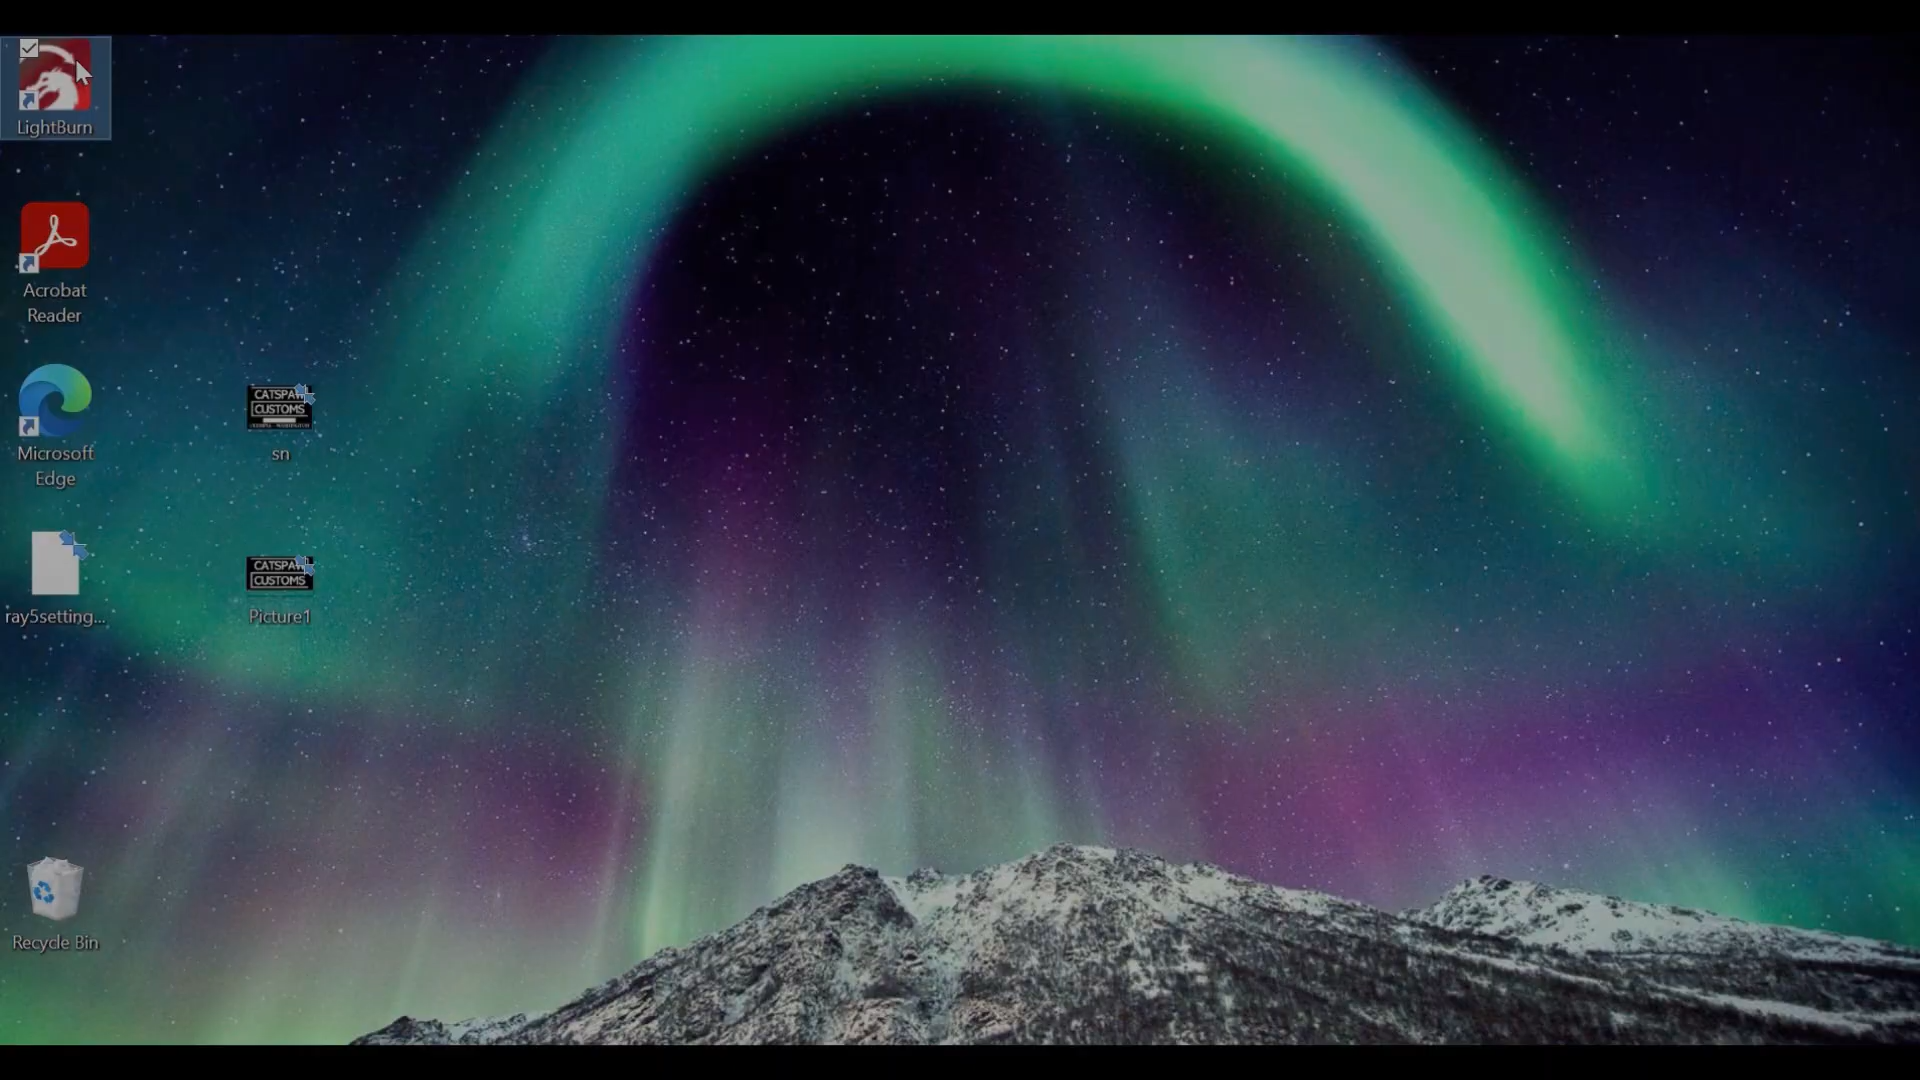 LightBurn
Acrobat
Reader
Microsoft
Edge
CATSPAW
CUSTOMS
sn
ray5setting...
CATSPAW
CUSTOMS
Picture1
Recycle Bin